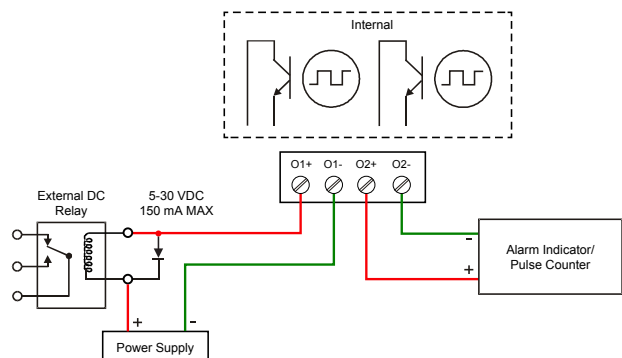 Internal
O1+ O1- O2+ O2-
External DC
Relay
5-30 VDC
150 mA MAX
-
+
Alarm Indicator/
Pulse Counter
+ -
Power Supply